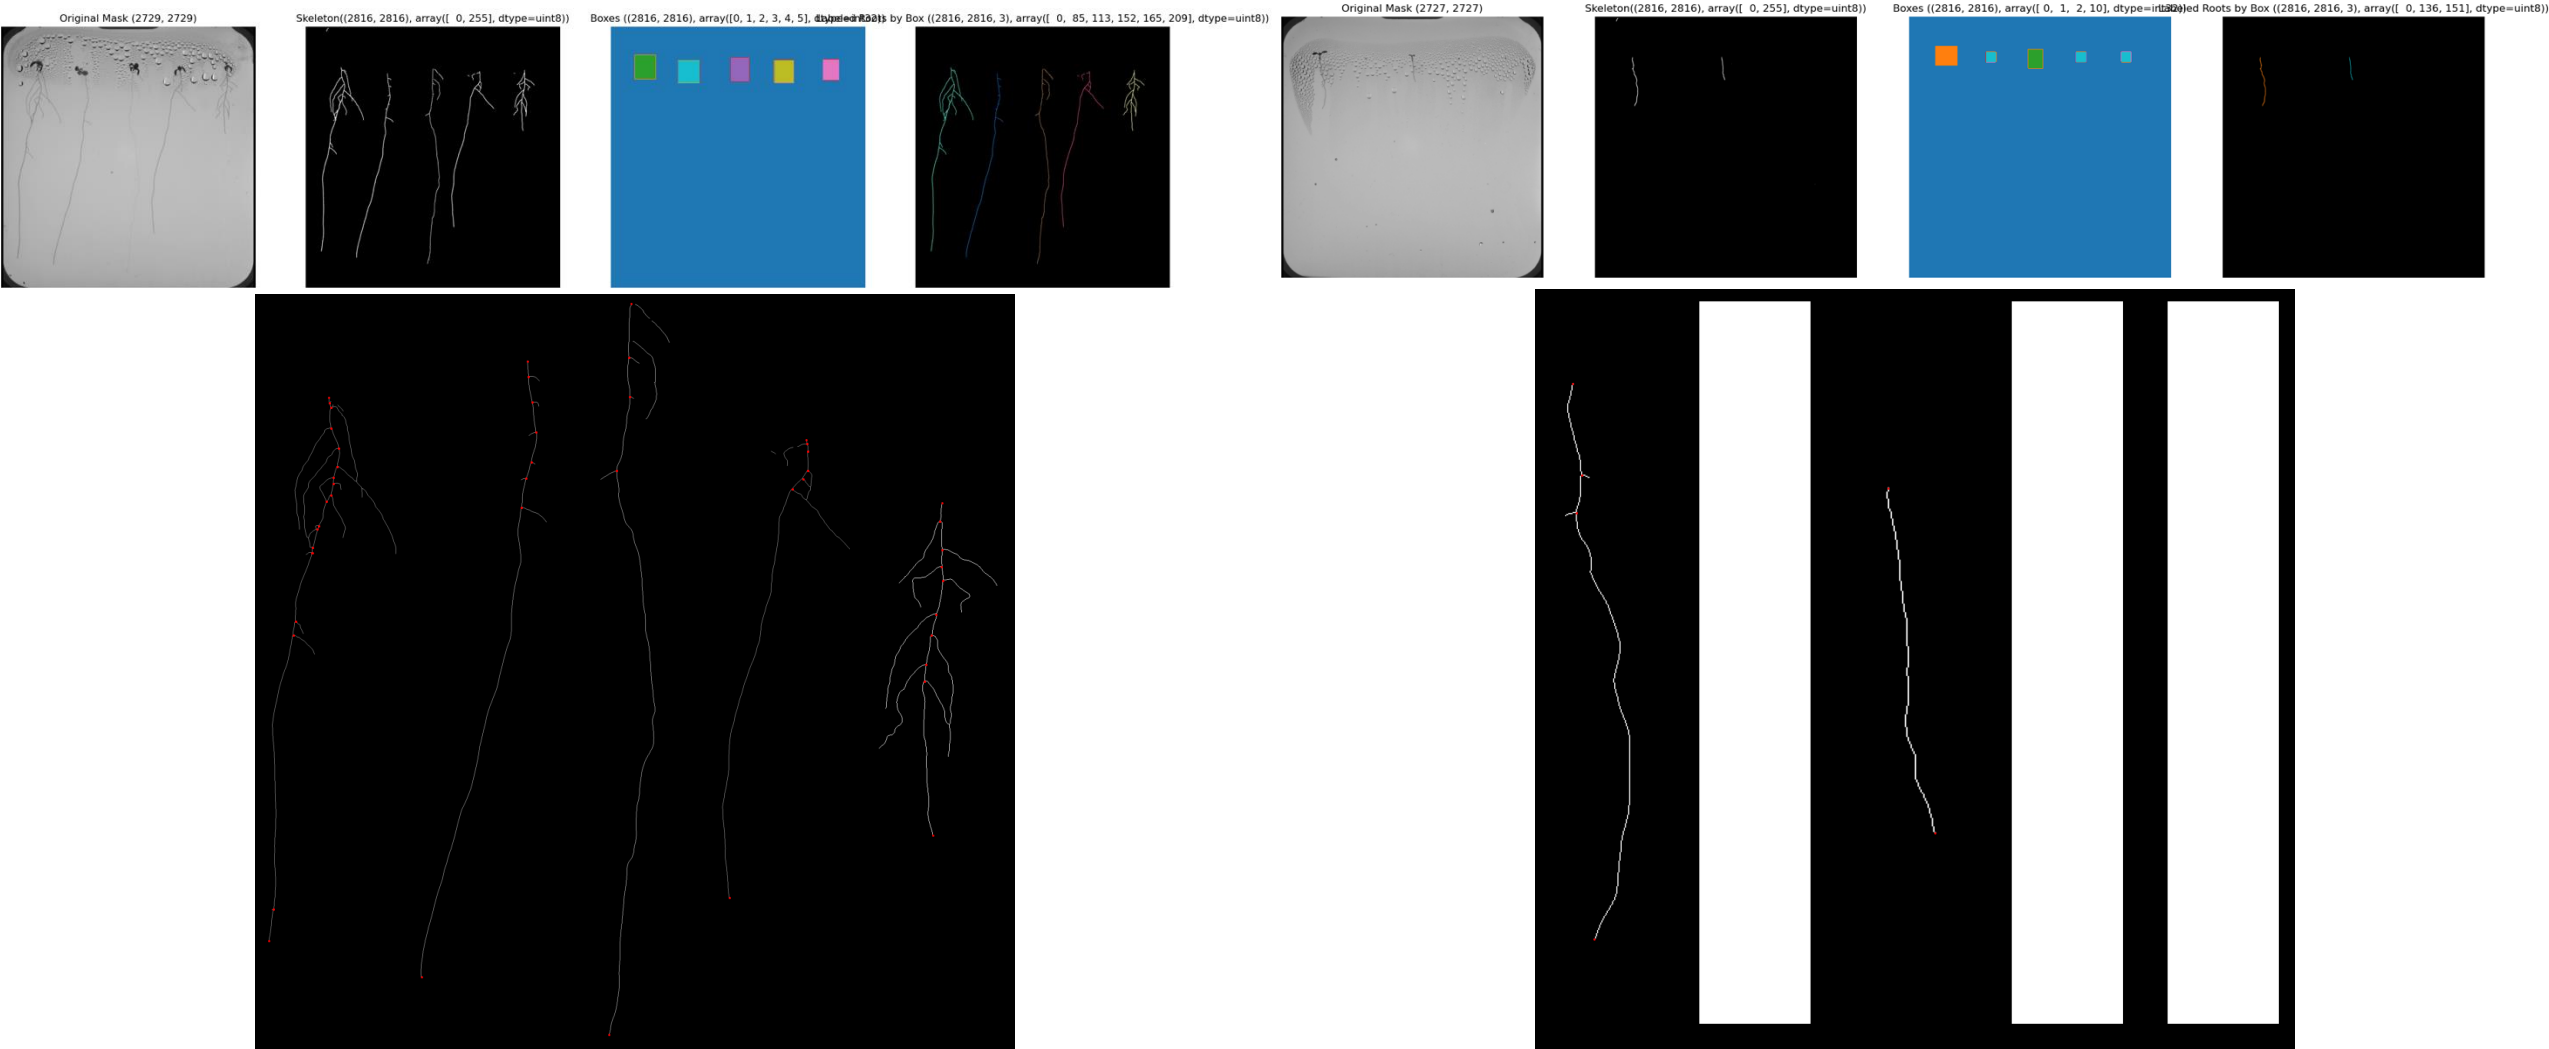 Original Mask (2729, 2729)
Skeleton((2816, 2816), array([  0, 255], dtype=uint8))
Boxes ((2816, 2816), array([0, 1, 2, 3, 4, 5], dtype=int32))
Labeled Roots by Box ((2816, 2816, 3), array([  0,  85, 113, 152, 165, 209], dtype=uint8))
Original Mask (2727, 2727)
Skeleton((2816, 2816), array([  0, 255], dtype=uint8))
Boxes ((2816, 2816), array([ 0,  1,  2, 10], dtype=int32))
Labeled Roots by Box ((2816, 2816, 3), array([  0, 136, 151], dtype=uint8))